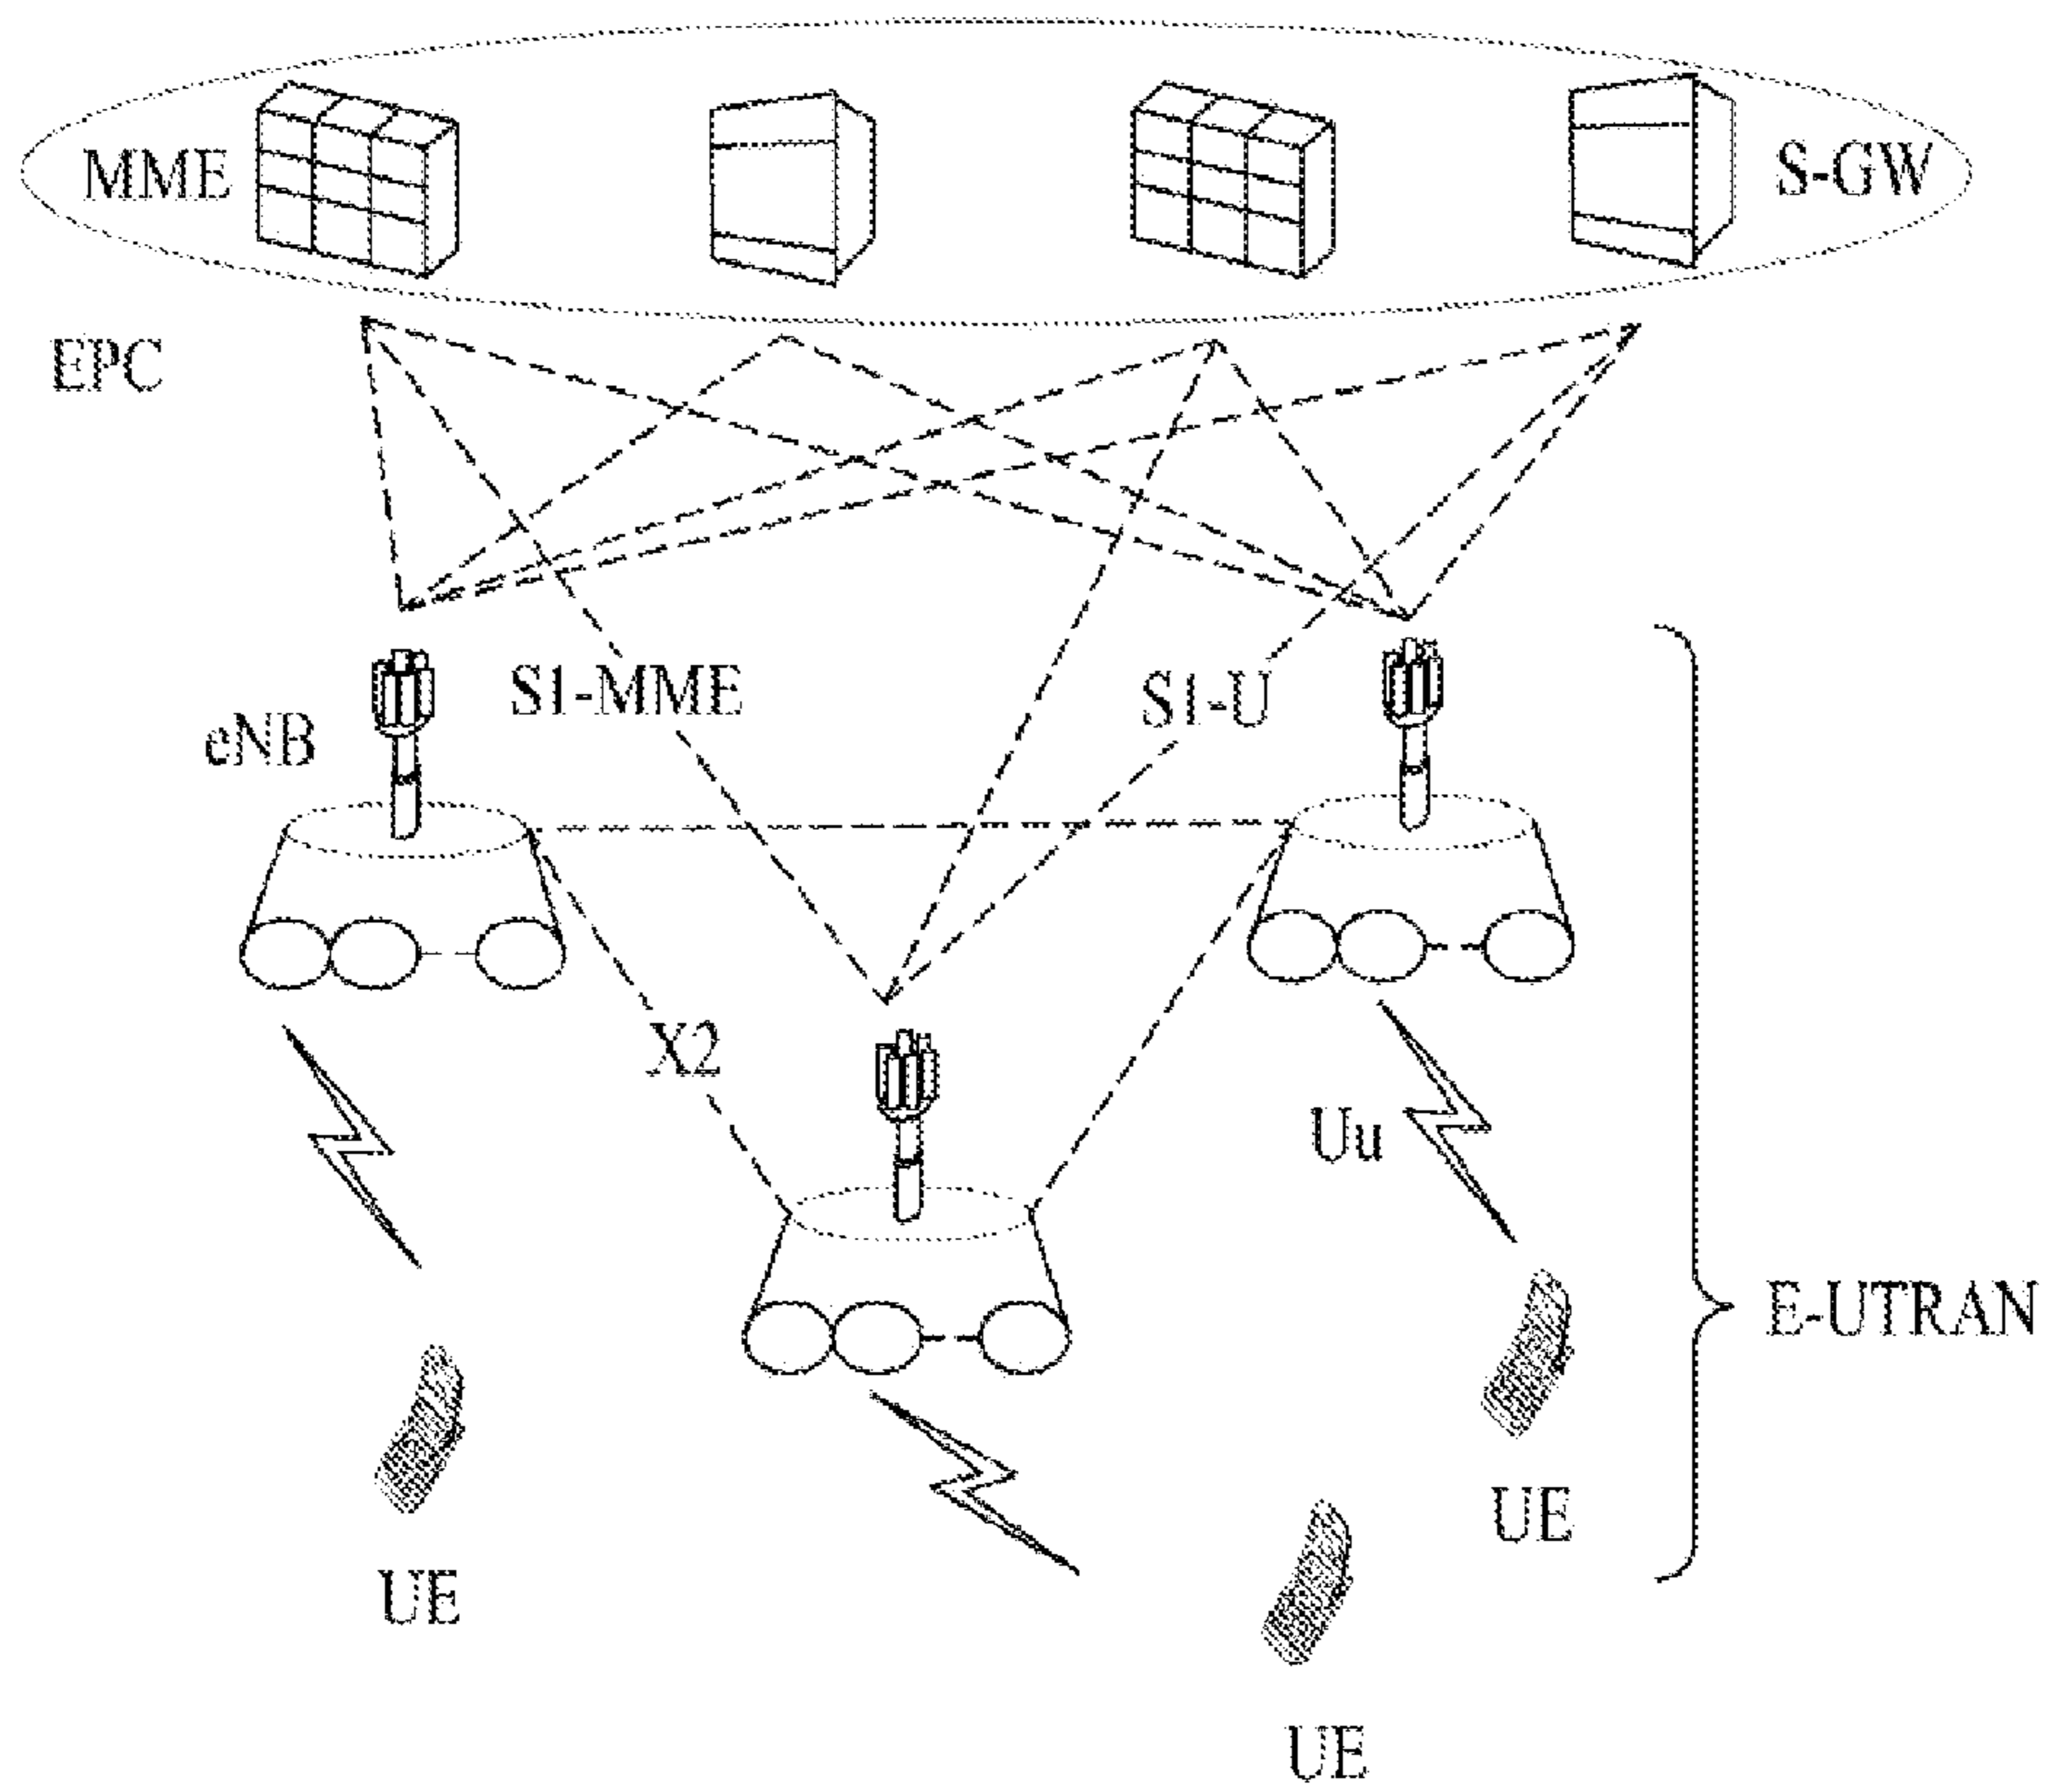 MME
S-GW
EPC
S1-MME
S1-U
eNB
X2
Uu
E-UTRAN
UE
UE
UE